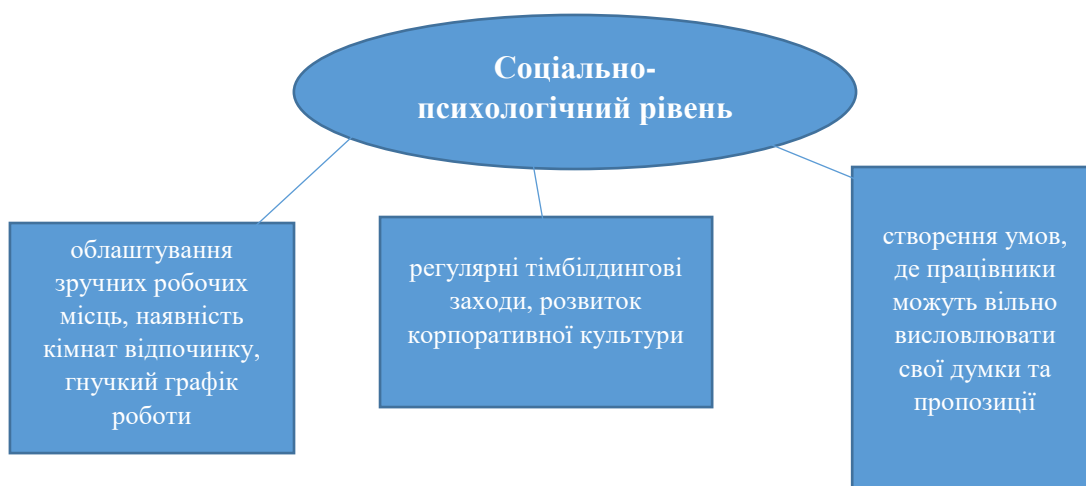 Соціально-
психологічний рівень
облаштування
зручних робочих
місць, наявність
кімнат відпочинку,
гнучкий графік
роботи
регулярні тімбілдингові
заходи, розвиток
корпоративної культури
створення умов,
де працівники
можуть вільно
висловлювати
свої думки та
пропозиції